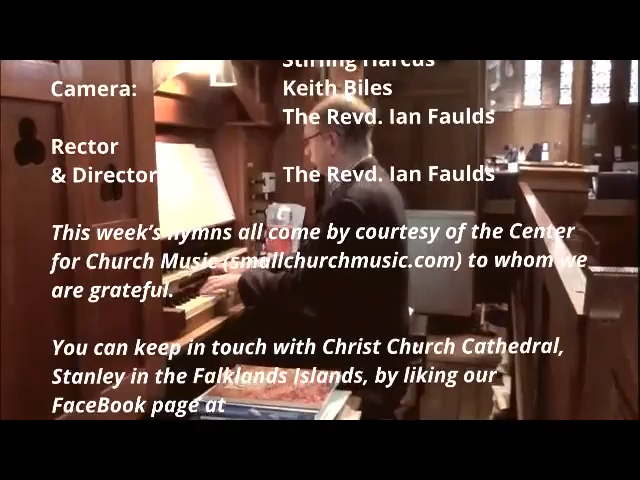 Stirling Harcus
Camera: Keith Biles
The Revd. Ian Faulds
Rector
& Director The Revd. Ian Faulds
This week's hymns all come by courtesy of the Center
for Church Music (smallchurchmusic.com) to whom we
are grateful.
You can keep in touch with Christ Church Cathedral,
Stanley in the Falklands Islands, by liking our
FaceBook page at